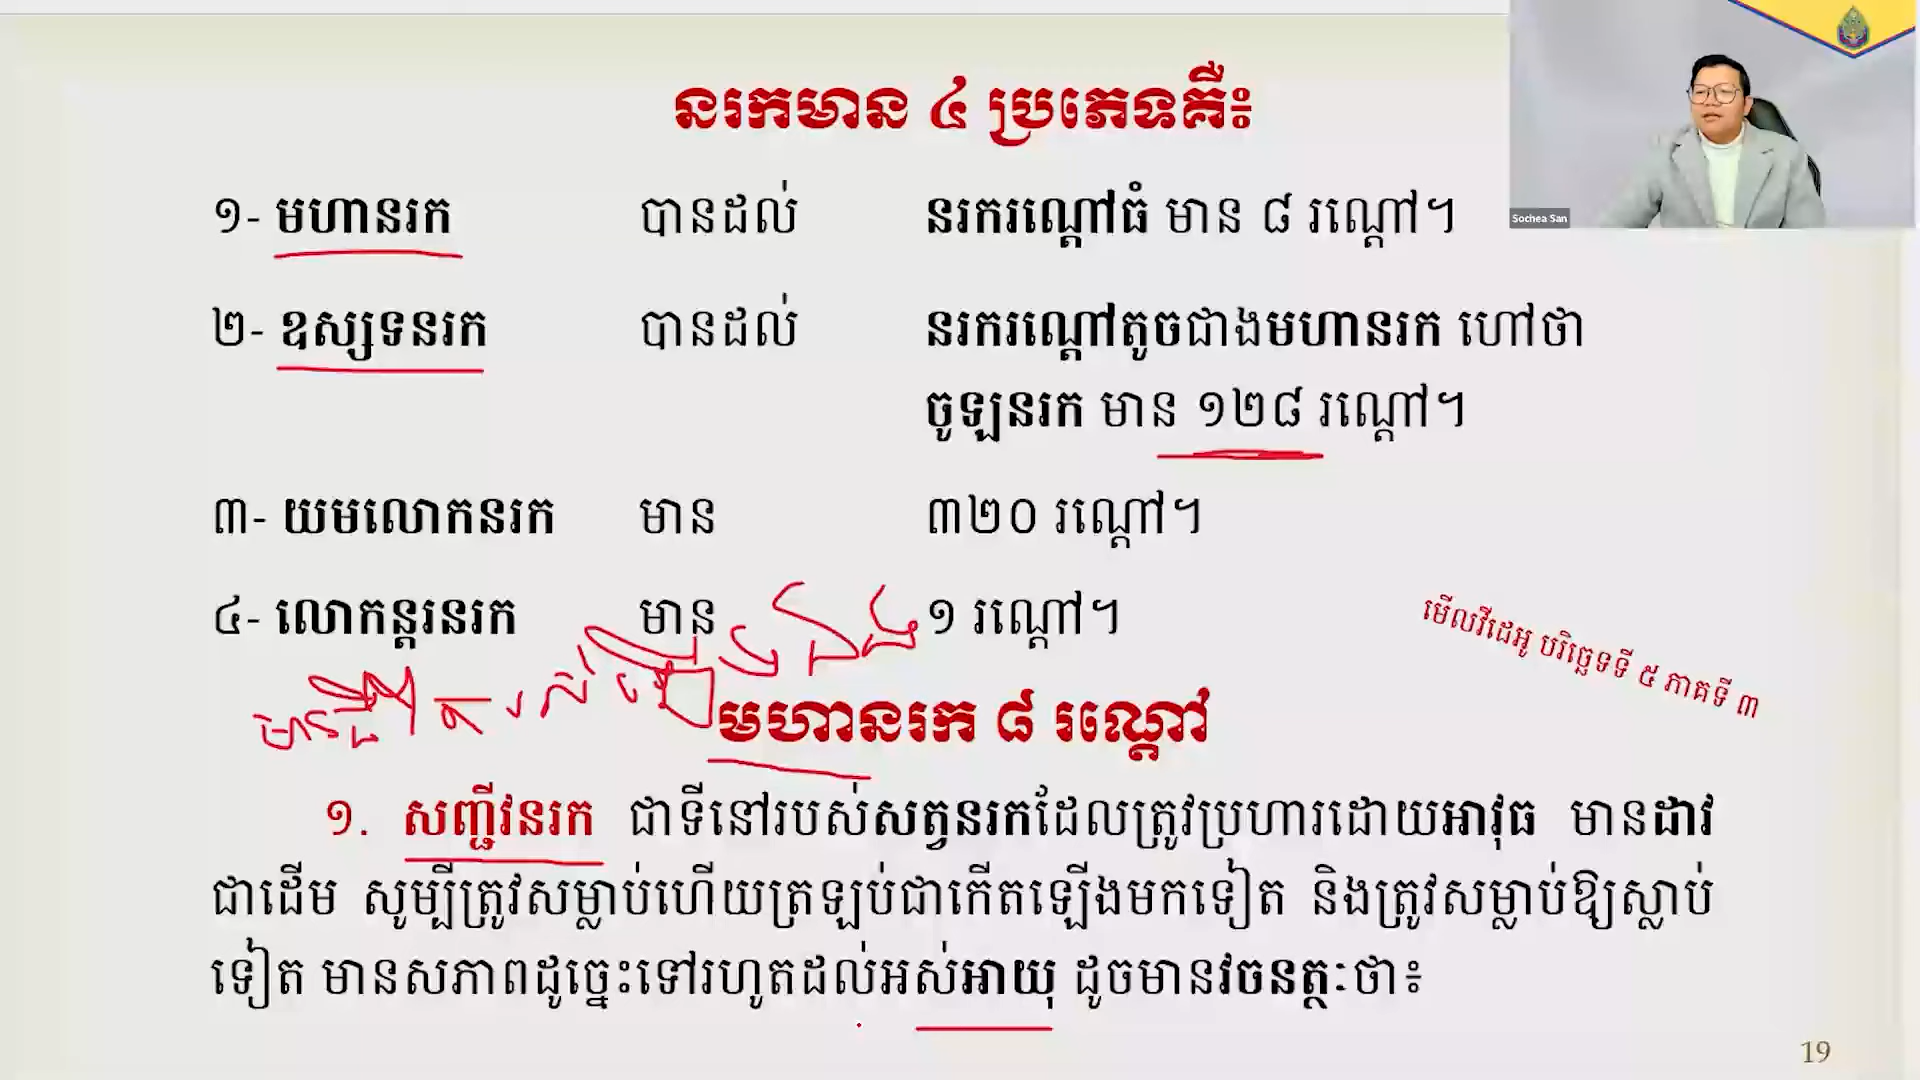 នរកមាន ៤ ប្រភេទគឺ៖
១- មហានរក បានដល់ នរករណ្ដៅធំ មាន ៨ រណ្ដៅ។
Sochea San
២- ឧស្សទនរក បានដល់ នរករណ្ដៅតូចជាងមហានរក ហៅថា
ចូឡនរក មាន ១២៨ រណ្ដៅ។
៣- យមលោកនរក មាន ៣២០ រណ្ដៅ។
៤- លោកន្តរនរក មាន ១ រណ្ដៅ។
មើលវីដេអូ បរិច្ឆេទទី ៥ ភាគទី ៣
មហានរក ៨ រណ្ដៅ
១. សញ្ជីវនរក ជាទីនៅរបស់សត្វនរកដែលត្រូវប្រហារដោយអាវុធ មានដាវ
ជាដើម សូម្បីត្រូវសម្លាប់ហើយត្រឡប់ជាកើតឡើងមកទៀត និងត្រូវសម្លាប់ឱ្យស្លាប់
ទៀត មានសភាពដូច្នេះទៅរហូតដល់អស់អាយុ ដូចមានវចនត្ថៈថា៖
19